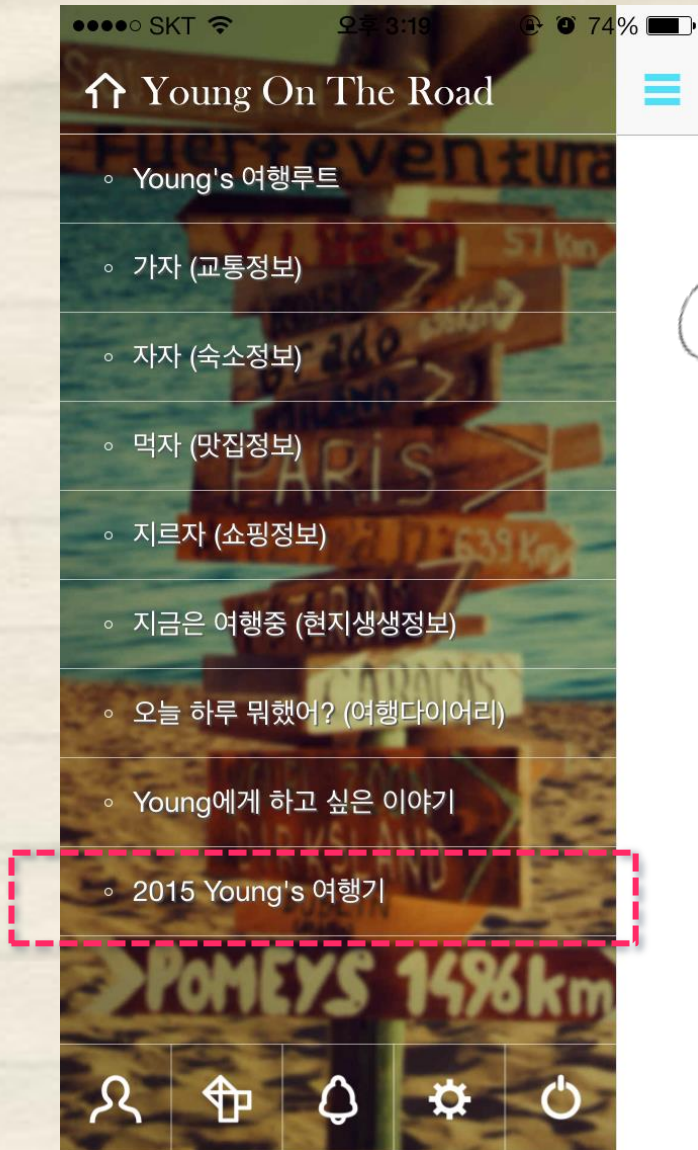 SKT 오후 3:19 74%
Young On The Road
Fuerteventura
Young's 여행루트
57 Km
가자 (교통정보)
자자 (숙소정보)
먹자 (맛집정보)
PARIS
지르자 (쇼핑정보)
639 Km
지금은 여행중 (현지생생정보)
CARACAS
오늘 하루 뭐했어? (여행다이어리)
Young에게 하고 싶은 이야기
2015 Young's 여행기
POMEYS 1496km